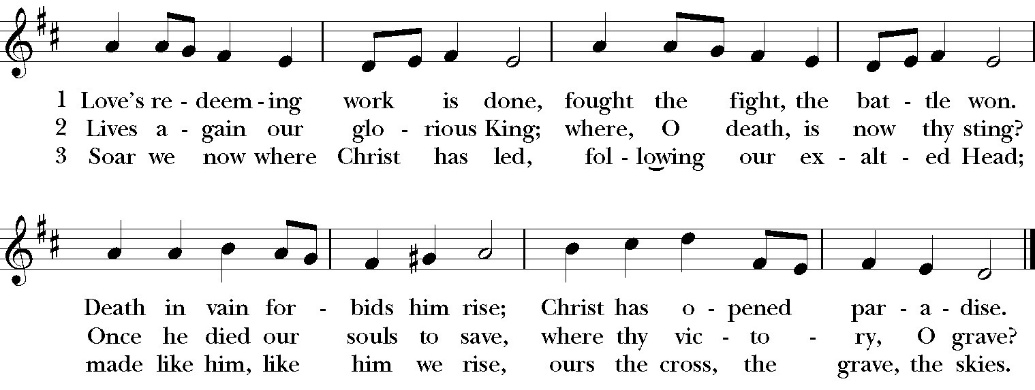 1 Love's re - deem - ing work is done, fought the fight, the bat - tle won.
2 Lives a - gain our glo - rious King; where, O death, is now thy sting?
3 Soar we now where Christ has led, fol - lowing our ex - alt - ed Head;
Death in vain for - bids him rise; Christ has o - pened par - a - dise.
Once he died our souls to save, where thy vic - to - ry, O grave?
made like him, like him we rise, ours the cross, the grave, the skies.